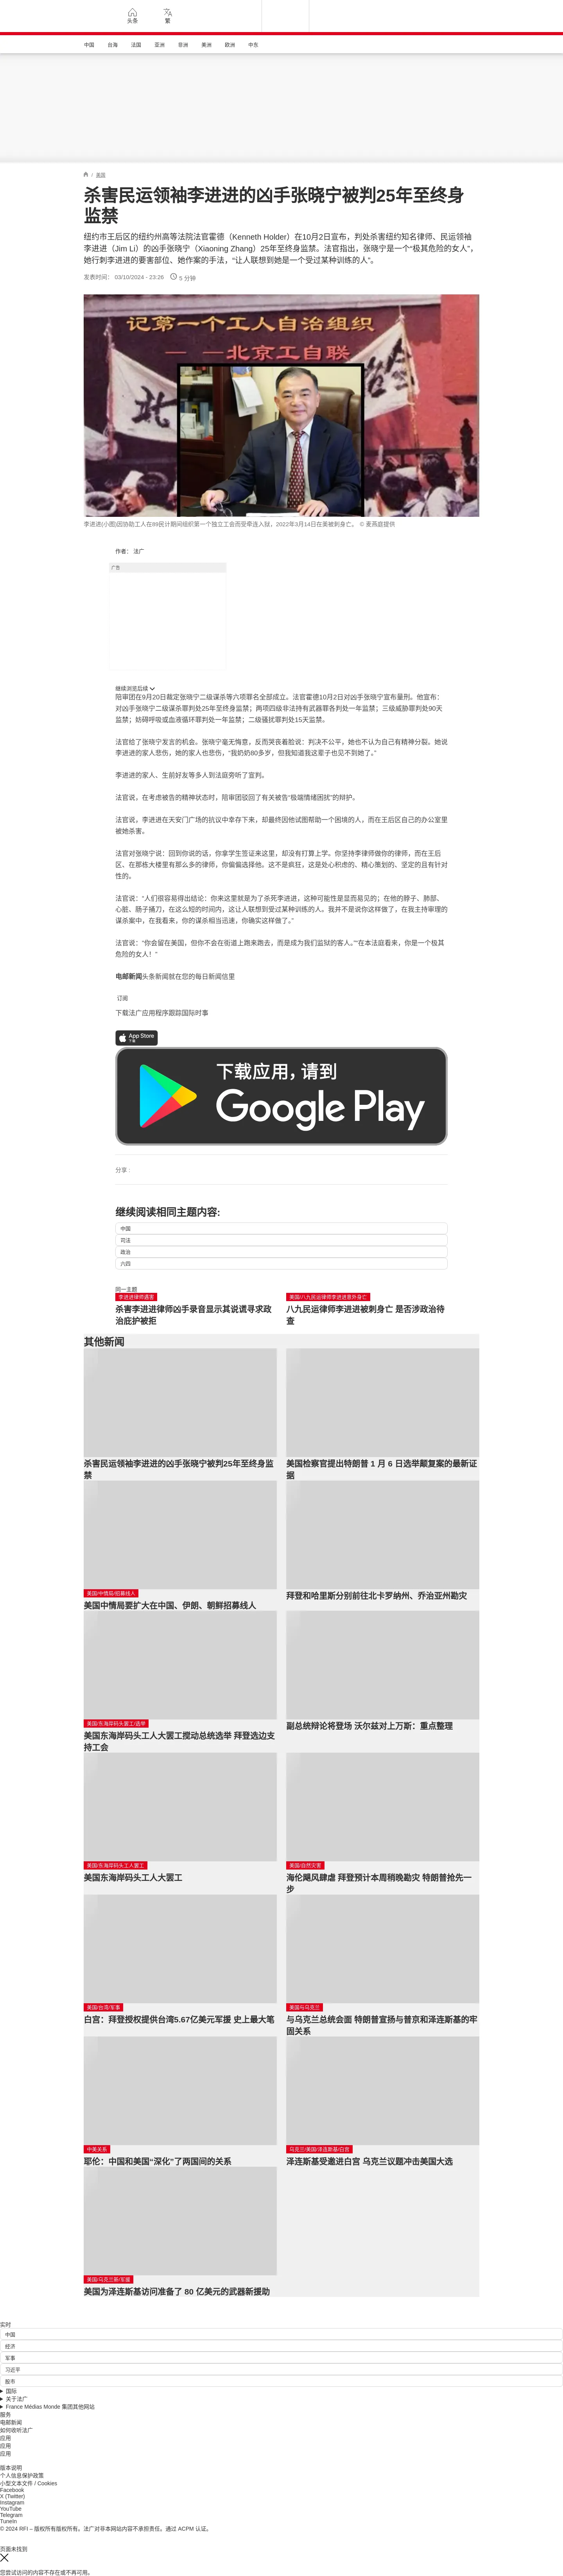 头条
繁
中国
台海
法国
亚洲
非洲
美洲
欧洲
中东
/ 美国
杀害民运领袖李进进的凶手张晓宁被判25年至终身
监禁
纽约市王后区的纽约州高等法院法官霍德（Kenneth Holder）在10月2日宣布，判处杀害纽约知名律师、民运领袖
李进进（Jim Li）的凶手张晓宁（Xiaoning Zhang）25年至终身监禁。法官指出，张晓宁是一个“极其危险的女人”，
她行刺李进进的要害部位、她作案的手法，“让人联想到她是一个受过某种训练的人”。
发表时间： 03/10/2024 - 23:26
5 分钟
记第一个工人自治组织
北京工自联
李进进(小图)因协助工人在89民计期间组织第一个独立工会而受牵连入狱，2022年3月14日在美被刺身亡。 © 麦燕庭提供
作者： 法广
广告
继续浏览后续
陪审团在9月20日裁定张晓宁二级谋杀等六项罪名全部成立。法官霍德10月2日对凶手张晓宁宣布量刑。他宣布：
对凶手张晓宁二级谋杀罪判处25年至终身监禁；两项四级非法持有武器罪各判处一年监禁；三级威胁罪判处90天
监禁；妨碍呼吸或血液循环罪判处一年监禁；二级骚扰罪判处15天监禁。
法官给了张晓宁发言的机会。张晓宁毫无悔意，反而哭丧着脸说：判决不公平，她也不认为自己有精神分裂。她说
李进进的家人悲伤，她的家人也悲伤，“我奶奶80多岁，但我知道我这辈子也见不到她了。”
李进进的家人、生前好友等多人到法庭旁听了宣判。
法官说，在考虑被告的精神状态时，陪审团驳回了有关被告“极端情绪困扰”的辩护。
法官说，李进进在天安门广场的抗议中幸存下来，却最终因他试图帮助一个困境的人，而在王后区自己的办公室里
被她杀害。
法官对张晓宁说：回到你说的话，你拿学生签证来这里，却没有打算上学。你坚持李律师做你的律师，而在王后
区，在那栋大楼里有那么多的律师，你偏偏选择他。这不是疯狂，这是处心积虑的、精心策划的、坚定的且有针对
性的。
法官说：“人们很容易得出结论：你来这里就是为了杀死李进进，这种可能性是显而易见的；在他的脖子、肺部、
心脏、肠子捅刀，在这么短的时间内，这让人联想到受过某种训练的人。我并不是说你这样做了，在我主持审理的
谋杀案中，在我看来，你的谋杀相当迅速，你确实这样做了。”
法官说：“你会留在美国，但你不会在街道上跑来跑去，而是成为我们监狱的客人。”“在本法庭看来，你是一个极其
危险的女人！”
电邮新闻头条新闻就在您的每日新闻信里
订阅
下载法广应用程序跟踪国际时事
App Store
下载
下载应用，请到
Google Play
分享 :
继续阅读相同主题内容:
中国
司法
政治
六四
同一主题
李进进律师遇害
杀害李进进律师凶手录音显示其说谎寻求政
治庇护被拒
美国/八九民运律师李进进意外身亡
八九民运律师李进进被刺身亡 是否涉政治待
查
其他新闻
杀害民运领袖李进进的凶手张晓宁被判25年至终身监
禁
美国检察官提出特朗普 1 月 6 日选举颠复案的最新证
据
美国/中情局/招募线人
美国中情局要扩大在中国、伊朗、朝鲜招募线人
拜登和哈里斯分别前往北卡罗纳州、乔治亚州勘灾
美国/东海岸码头罢工/选举
美国东海岸码头工人大罢工搅动总统选举 拜登选边支
持工会
副总统辩论将登场 沃尔兹对上万斯：重点整理
美国/东海岸码头工人罢工
美国东海岸码头工人大罢工
美国/自然灾害
海伦飓风肆虐 拜登预计本周稍晚勘灾 特朗普抢先一
步
美国/台湾/军事
白宫：拜登授权提供台湾5.67亿美元军援 史上最大笔
美国与乌克兰
与乌克兰总统会面 特朗普宣扬与普京和泽连斯基的牢
固关系
中美关系
耶伦：中国和美国“深化”了两国间的关系
乌克兰/美国/泽连斯基/白宫
泽连斯基受邀进白宫 乌克兰议题冲击美国大选
美国/乌克兰新/军援
美国为泽连斯基访问准备了 80 亿美元的武器新援助
实时
中国
经济
军事
习近平
股市
国际
关于法广
France Médias Monde 集团其他网站
服务
电邮新闻
如何收听法广
应用
应用
应用
版本说明
个人信息保护政策
小型文本文件 / Cookies
Facebook
X (Twitter)
Instagram
YouTube
Telegram
TuneIn
© 2024 RFI – 版权所有版权所有。法广对非本网站内容不承担责任。通过 ACPM 认证。
页面未找到
您尝试访问的内容不存在或不再可用。